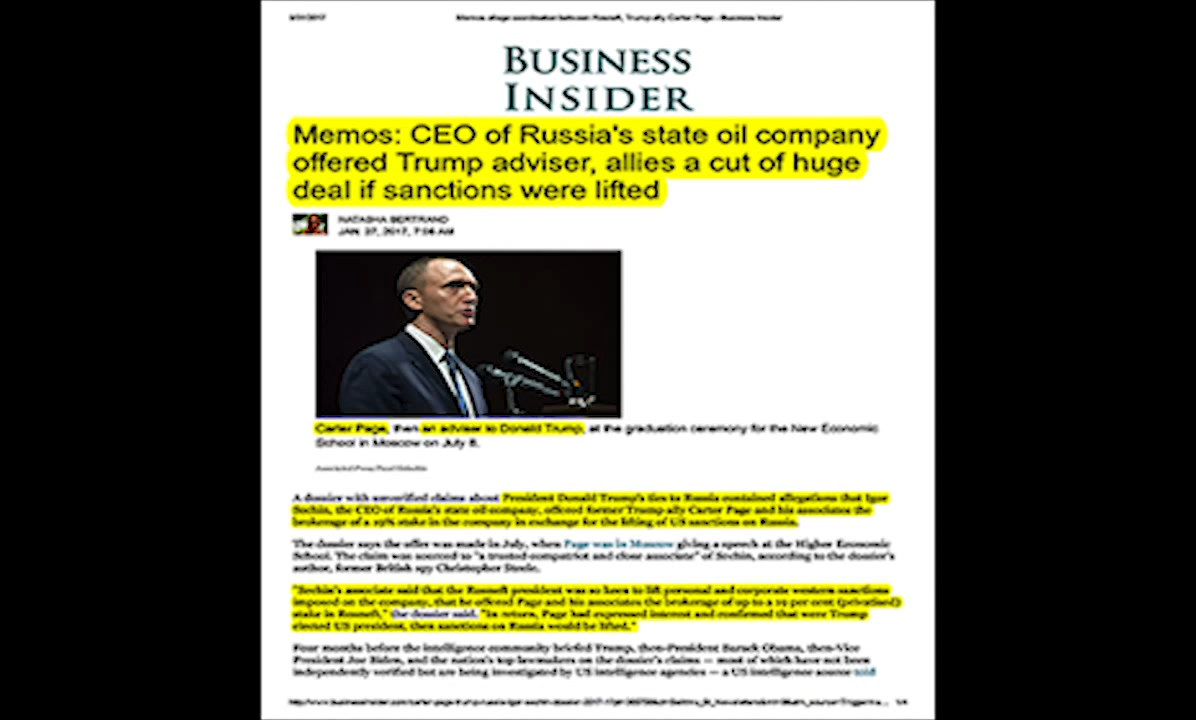 3/31/2017 Memos allege coordination between Rosneft, Trump ally Carter Page - Business Insider
BUSINESS
INSIDER
Memos: CEO of Russia's state oil company
offered Trump adviser, allies a cut of huge
deal if sanctions were lifted
NATASHA BERTRAND
JAN. 27, 2017, 7:06 AM
Carter Page, then an adviser to Donald Trump, at the graduation ceremony for the New Economic
School in Moscow on July 8.
Associated Press/Pavel Golovkin
A dossier with unverified claims about President Donald Trump's ties to Russia contained allegations that Igor
Sechin, the CEO of Russia's state oil company, offered former Trump ally Carter Page and his associates the
brokerage of a 19% stake in the company in exchange for the lifting of US sanctions on Russia.
The dossier says the offer was made in July, when Page was in Moscow giving a speech at the Higher Economic
School. The claim was sourced to "a trusted compatriot and close associate" of Sechin, according to the dossier's
author, former British spy Christopher Steele.
"Sechin's associate said that the Rosneft president was so keen to lift personal and corporate western sanctions
imposed on the company, that he offered Page and his associates the brokerage of up to a 19 per cent (privatised)
stake in Rosneft," the dossier said. "In return, Page had expressed interest and confirmed that were Trump
elected US president, then sanctions on Russia would be lifted."
Four months before the intelligence community briefed Trump, then-President Barack Obama, then-Vice
President Joe Biden, and the nation's top lawmakers on the dossier's claims — most of which have not been
independently verified but are being investigated by US intelligence agencies — a US intelligence source told
1/4